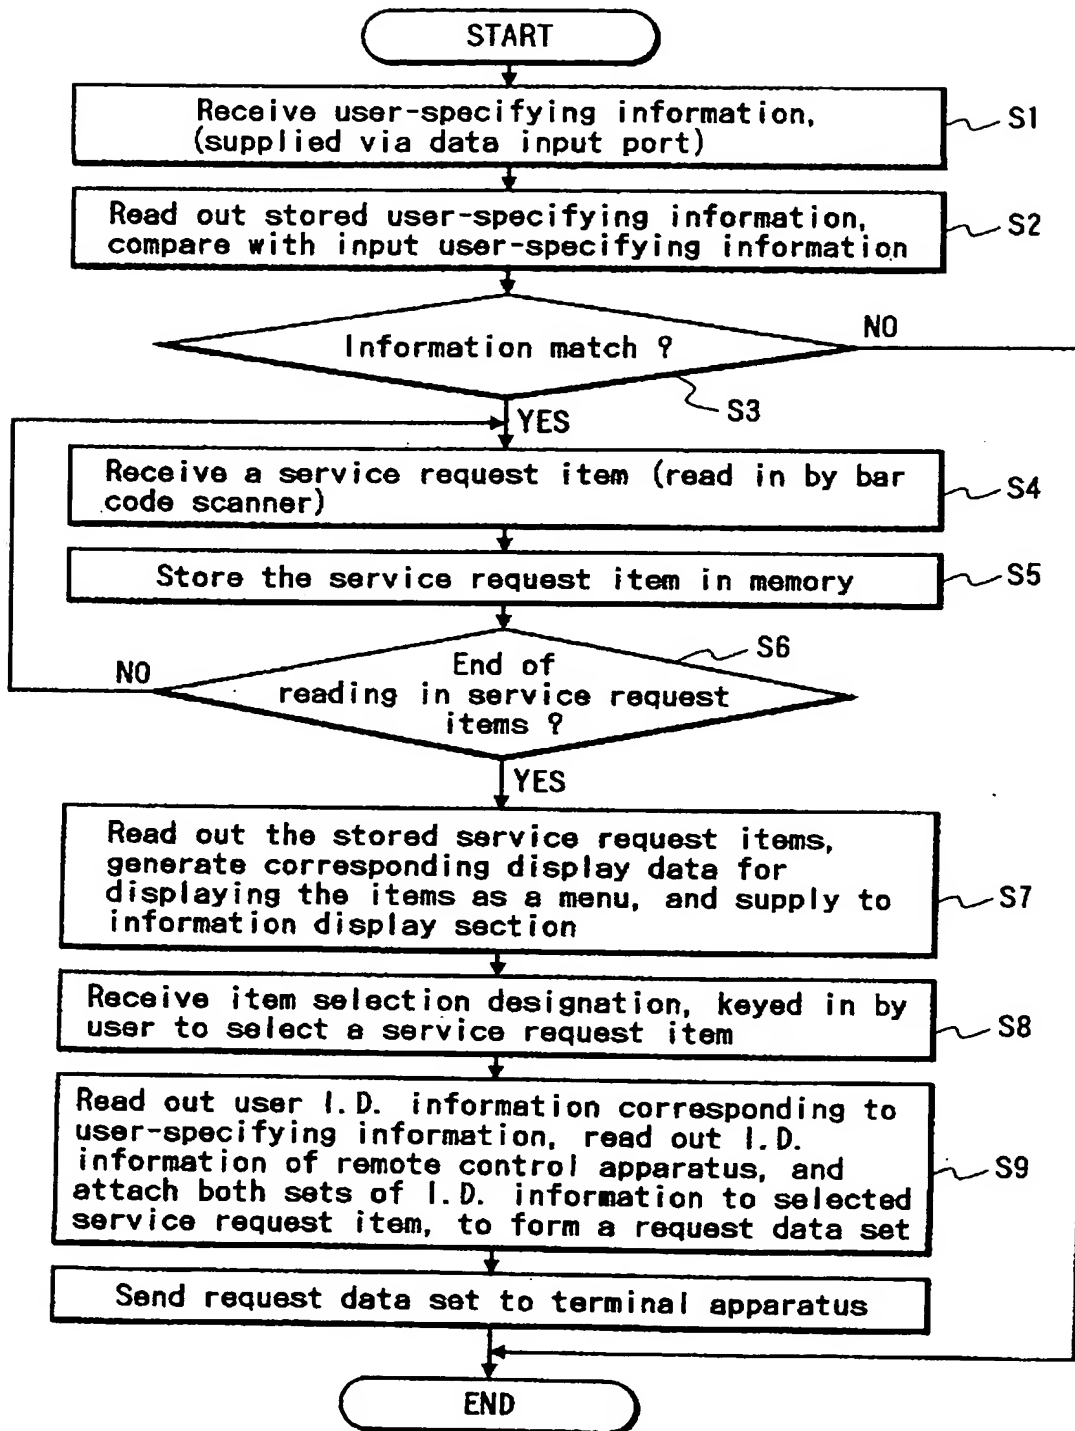 START
Receive user-specifying information,
(supplied via data input port)
S1
Read out stored user-specifying information,
compare with input user-specifying information
S2
Information match ?
NO
S3
YES
Receive a service request item (read in by bar
code scanner)
S4
Store the service request item in memory
S5
End of
reading in service request
items ?
S6
NO
YES
Read out the stored service request items,
generate corresponding display data for
displaying the items as a menu, and supply to
information display section
S7
Receive item selection designation, keyed in by
user to select a service request item
S8
Read out user I.D. information corresponding to
user-specifying information, read out I.D.
information of remote control apparatus, and
attach both sets of I.D. information to selected
service request item, to form a request data set
S9
Send request data set to terminal apparatus
END